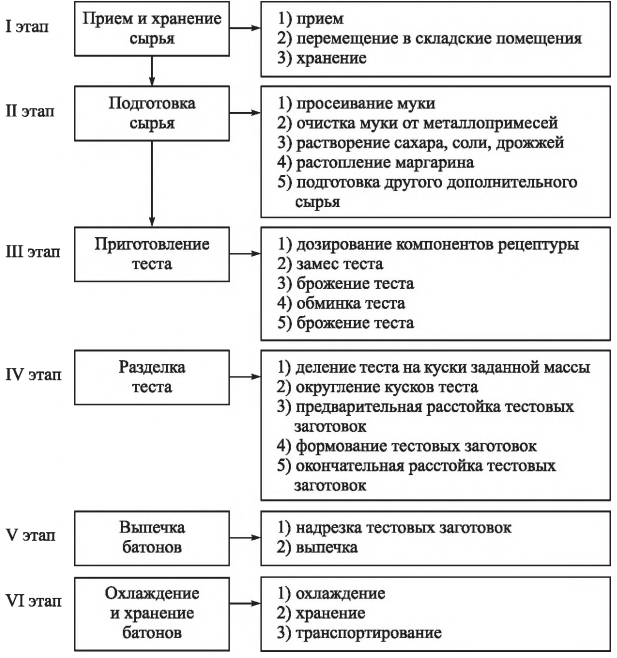 I этап
Прием и хранение
сырья
1) прием
2) перемещение в складские помещения
3) хранение
II этап
Подготовка
сырья
1) просеивание муки
2) очистка муки от металлопримесей
3) растворение сахара, соли, дрожжей
4) растопление маргарина
5) подготовка другого дополнительного
сырья
III этап
Приготовление
теста
1) дозирование компонентов рецептуры
2) замес теста
3) брожение теста
4) обминка теста
5) брожение теста
IV этап
Разделка
теста
1) деление теста на куски заданной массы
2) округление кусков теста
3) предварительная расстойка тестовых
заготовок
4) формование тестовых заготовок
5) окончательная расстойка тестовых
заготовок
V этап
Выпечка
батонов
1) надрезка тестовых заготовок
2) выпечка
VI этап
Охлаждение
и хранение
батонов
1) охлаждение
2) хранение
3) транспортирование